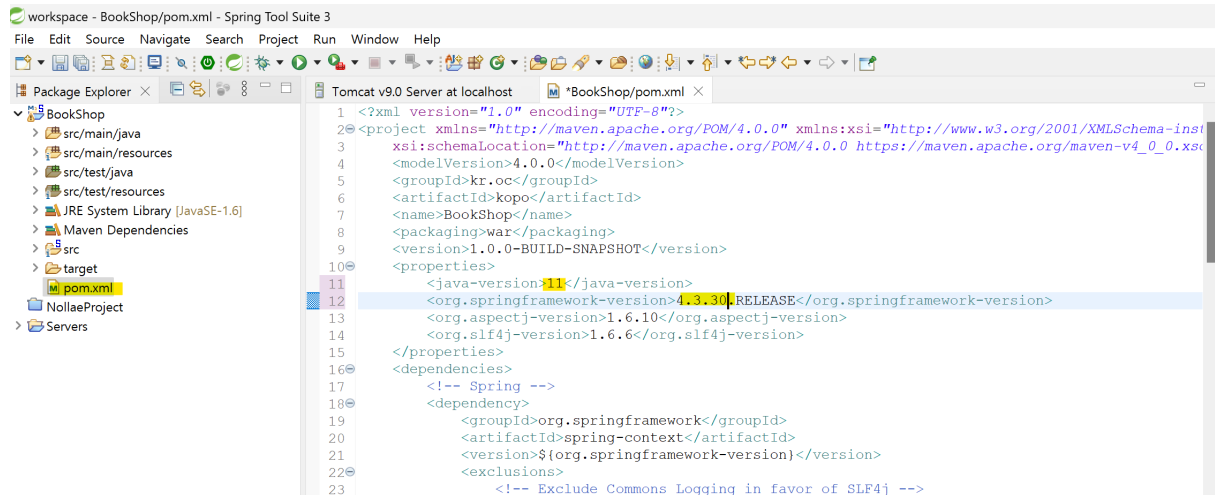 workspace - BookShop/pom.xml - Spring Tool Suite 3
File Edit Source Navigate Search Project Run Window Help
Package Explorer
BookShop
src/main/java
src/main/resources
src/test/java
src/test/resources
JRE System Library [JavaSE-1.6]
Maven Dependencies
src
target
pom.xml
NollaeProject
Servers
Tomcat v9.0 Server at localhost
*BookShop/pom.xml
1 <?xml version="1.0" encoding="UTF-8"?>
2 <project xmlns="http://maven.apache.org/POM/4.0.0" xmlns:xsi="http://www.w3.org/2001/XMLSchema-inst
3 xsi:schemaLocation="http://maven.apache.org/POM/4.0.0 https://maven.apache.org/maven-v4_0_0.xsd
4 <modelVersion>4.0.0</modelVersion>
5 <groupId>kr.oc</groupId>
6 <artifactId>kopo</artifactId>
7 <name>BookShop</name>
8 <packaging>war</packaging>
9 <version>1.0.0-BUILD-SNAPSHOT</version>
10 <properties>
11 <java-version>11</java-version>
12 <org.springframework-version>4.3.30.RELEASE</org.springframework-version>
13 <org.aspectj-version>1.6.10</org.aspectj-version>
14 <org.slf4j-version>1.6.6</org.slf4j-version>
15 </properties>
16 <dependencies>
17 <!-- Spring -->
18 <dependency>
19 <groupId>org.springframework</groupId>
20 <artifactId>spring-context</artifactId>
21 <version>${org.springframework-version}</version>
22 <exclusions>
23 <!-- Exclude Commons Logging in favor of SLF4j -->